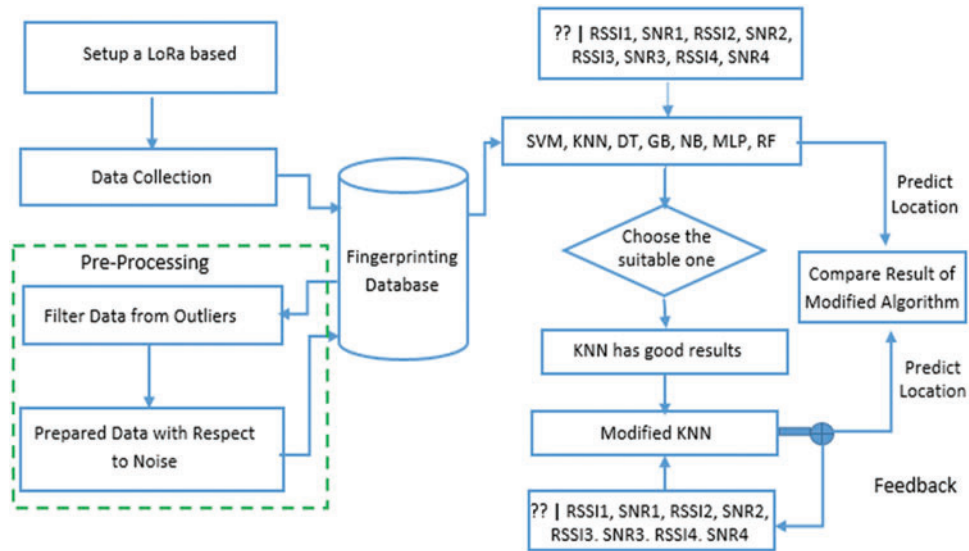 Setup a LoRa based
Data Collection
Pre-Processing
Filter Data from Outliers
Prepared Data with Respect
to Noise
Fingerprinting
Database
?? | RSSI1, SNR1, RSSI2, SNR2,
RSSI3, SNR3, RSSI4, SNR4
SVM, KNN, DT, GB, NB, MLP, RF
Choose the
suitable one
KNN has good results
Modified KNN
?? | RSSI1, SNR1, RSSI2, SNR2,
RSSI3. SNR3. RSSI4. SNR4
Predict
Location
Compare Result of
Modified Algorithm
Predict
Location
Feedback